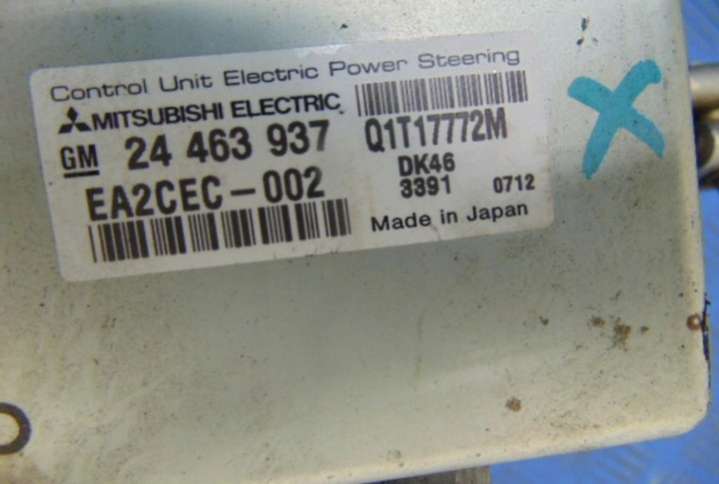 Control Unit Electric Power Steering
MITSUBISHI ELECTRIC
GM 24 463 937 Q1T17772M
EA2CEC-002 DK46
3391 0712
Made in Japan